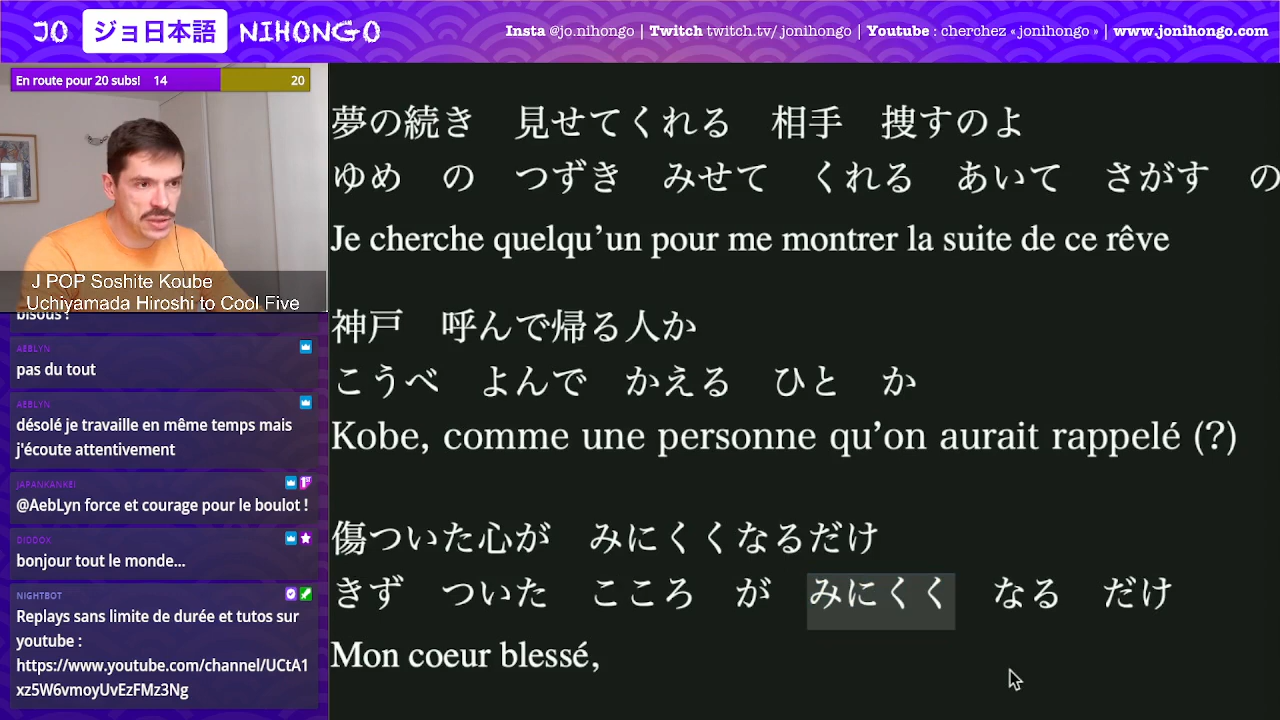 JO ジョ日本語 NIHONGO
Insta @jo.nihongo | Twitch twitch.tv/jonihongo | Youtube : cherchez « jonihongo » | www.jonihongo.com
En route pour 20 subs! 14 20
J POP Soshite Koube
Uchiyamada Hiroshi to Cool Five
bisous !
AEBLYN
pas du tout
AEBLYN
désolé je travaille en même temps mais
j'écoute attentivement
JAPANKANKEI
@AebLyn force et courage pour le boulot !
DIDDOX
bonjour tout le monde...
NIGHTBOT
Replays sans limite de durée et tutos sur
youtube :
https://www.youtube.com/channel/UCtA1
xz5W6vmoyUvEzFMz3Ng
夢の続き　見せてくれる　相手　捜すのよ
ゆめ　の　つずき　みせて　くれる　あいて　さがす　の
Je cherche quelqu’un pour me montrer la suite de ce rêve
神戸　呼んで帰る人か
こうべ　よんで　かえる　ひと　か
Kobe, comme une personne qu’on aurait rappelé (?)
傷ついた心が　みにくくなるだけ
きず　ついた　こころ　が　みにくく　なる　だけ
Mon coeur blessé,